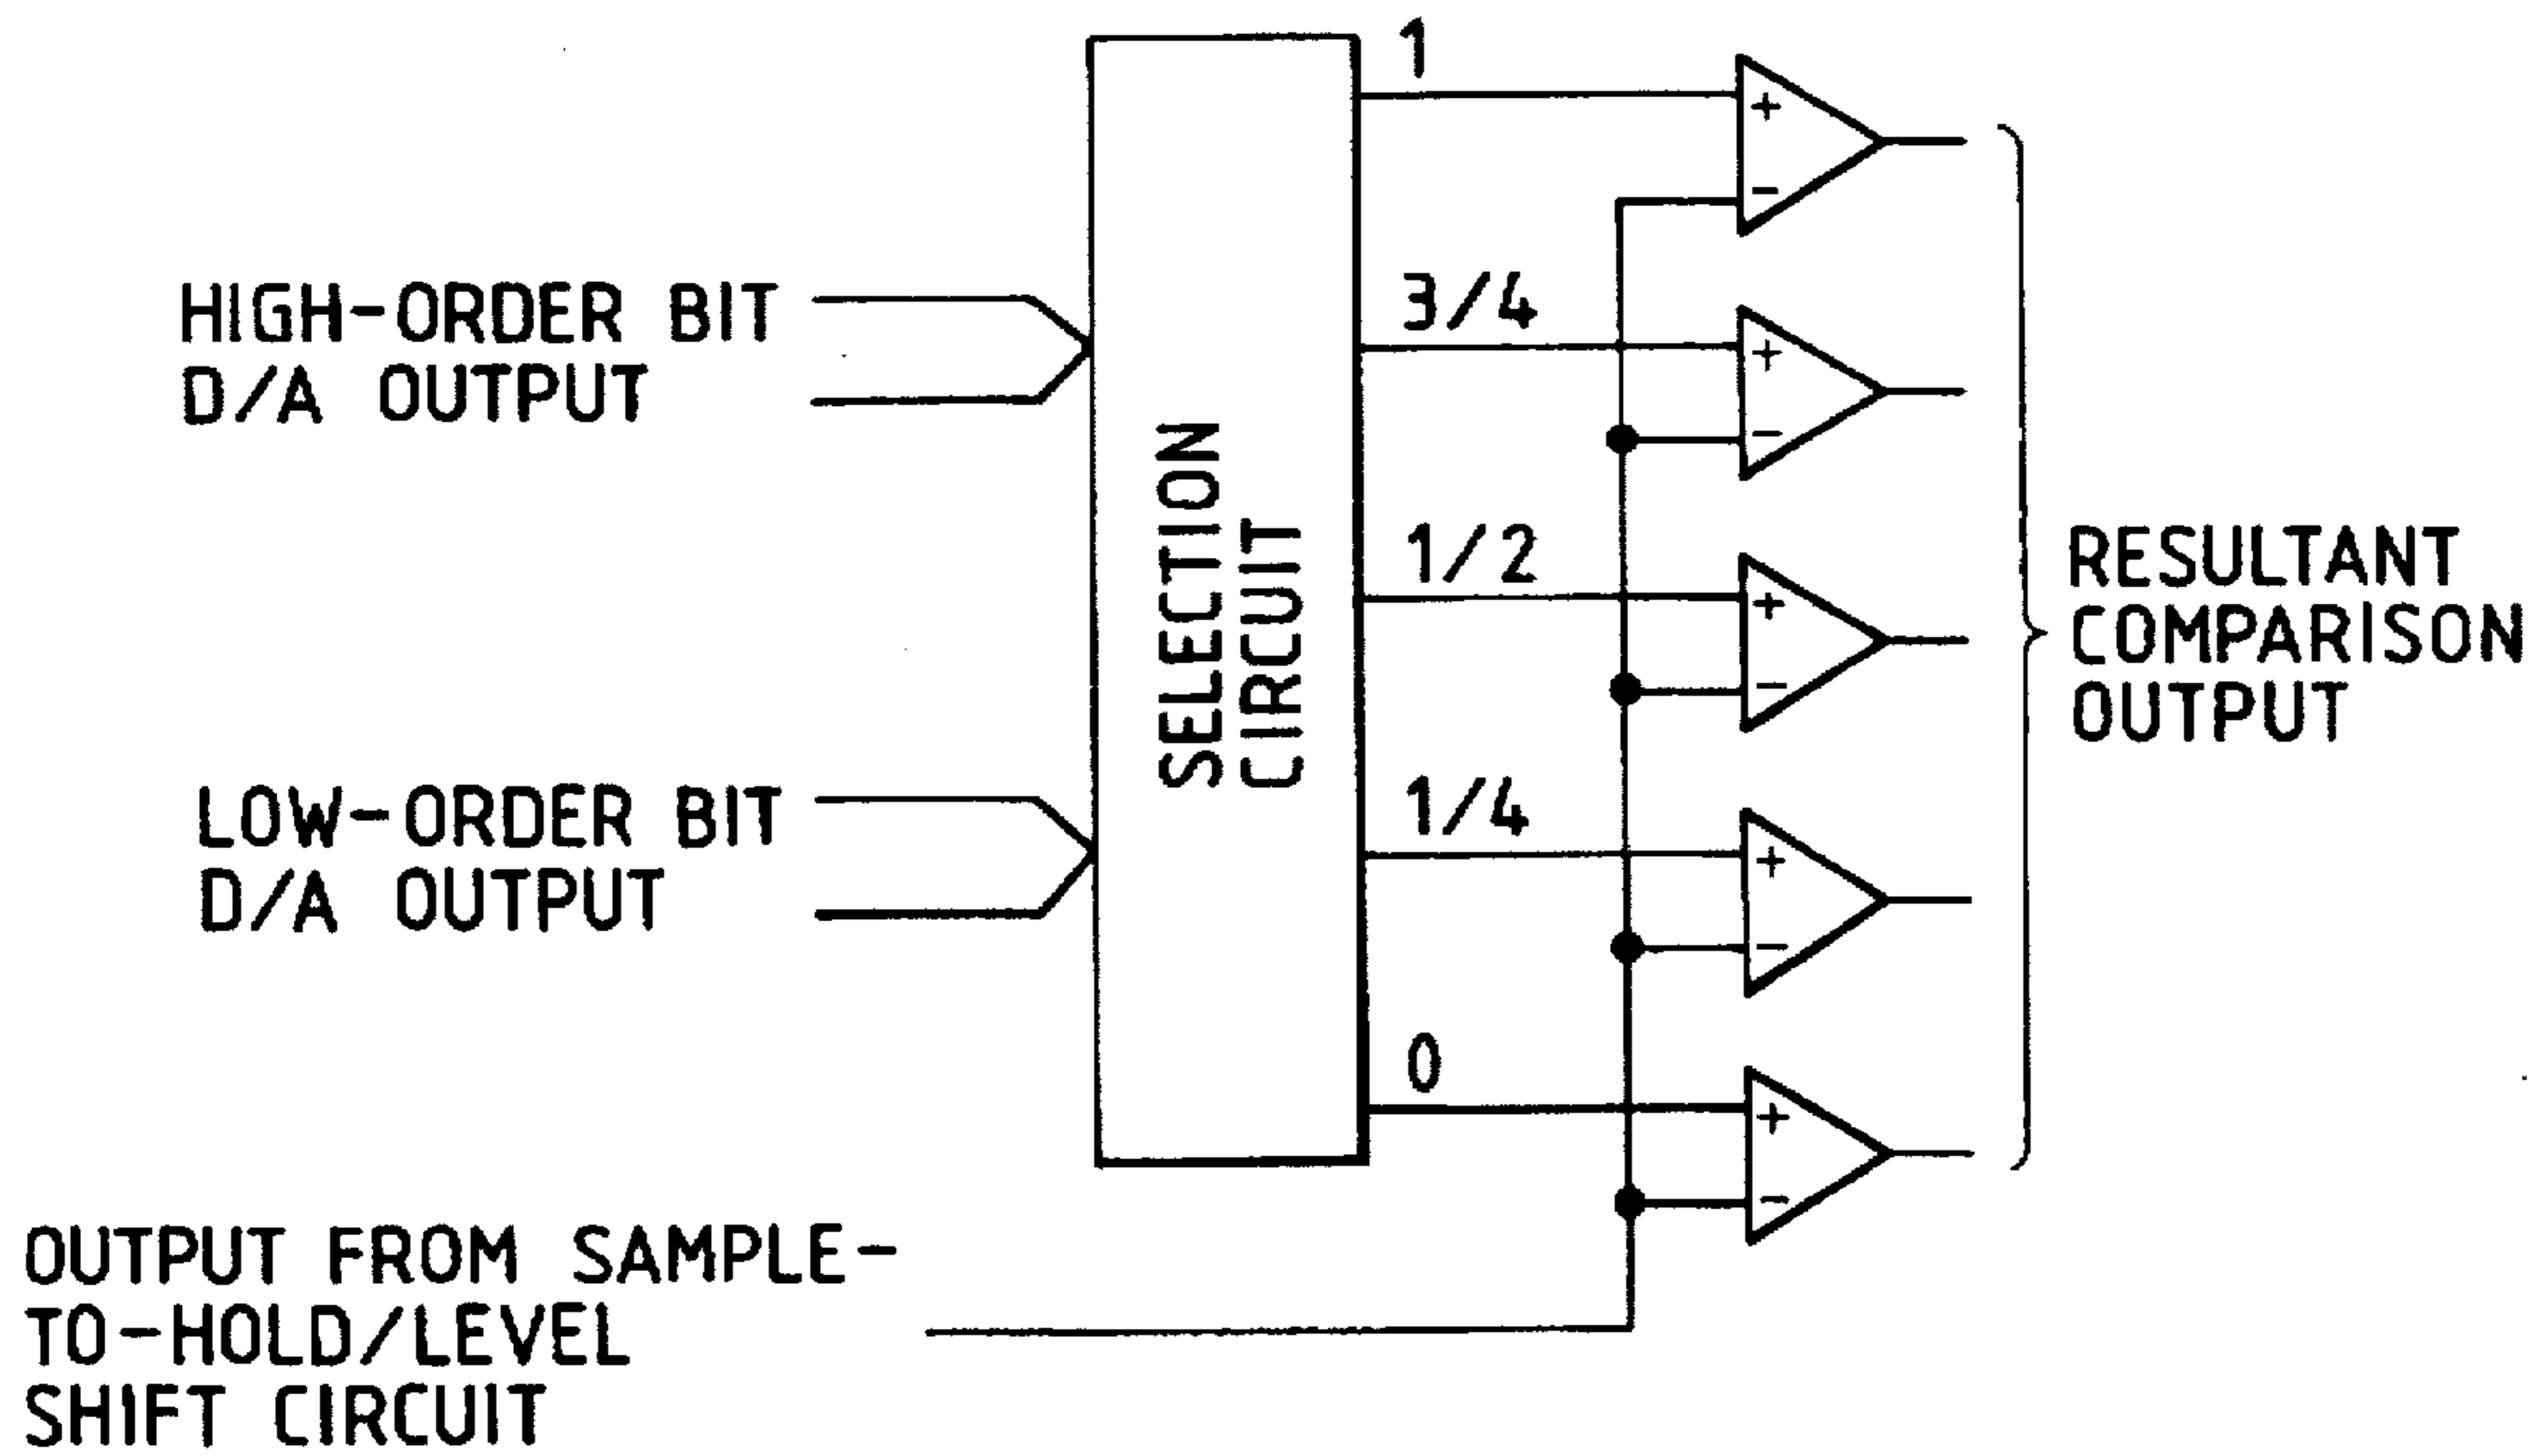 HIGH-ORDER BIT
D/A OUTPUT
LOW-ORDER BIT
D/A OUTPUT
OUTPUT FROM SAMPLE-
TO-HOLD/LEVEL
SHIFT CIRCUIT
SELECTION
CIRCUIT
1
+
-
3/4
+
-
1/2
+
-
1/4
+
-
0
+
-
RESULTANT
COMPARISON
OUTPUT